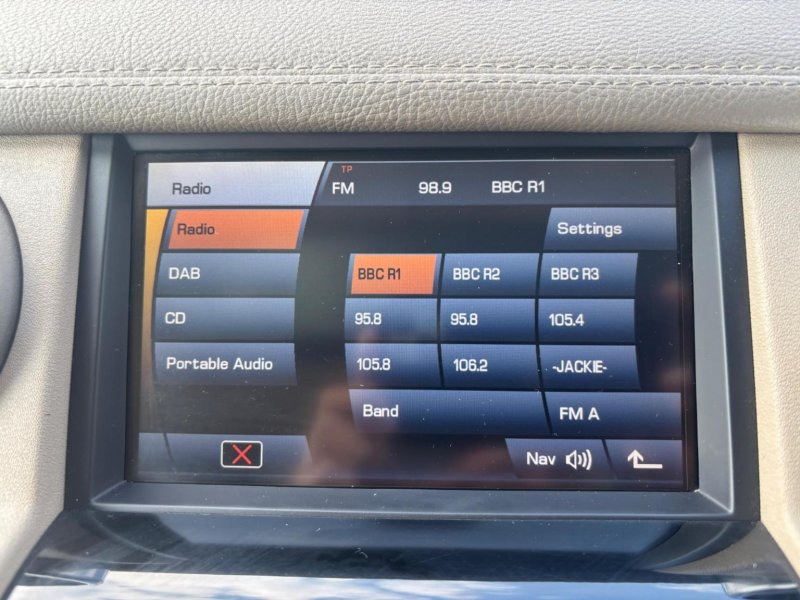 TP
Radio FM 98.9 BBC R1
Radio Settings
DAB BBC R1 BBC R2 BBC R3
CD 95.8 95.8 105.4
Portable Audio 105.8 106.2 -JACKIE-
Band FM A
Nav